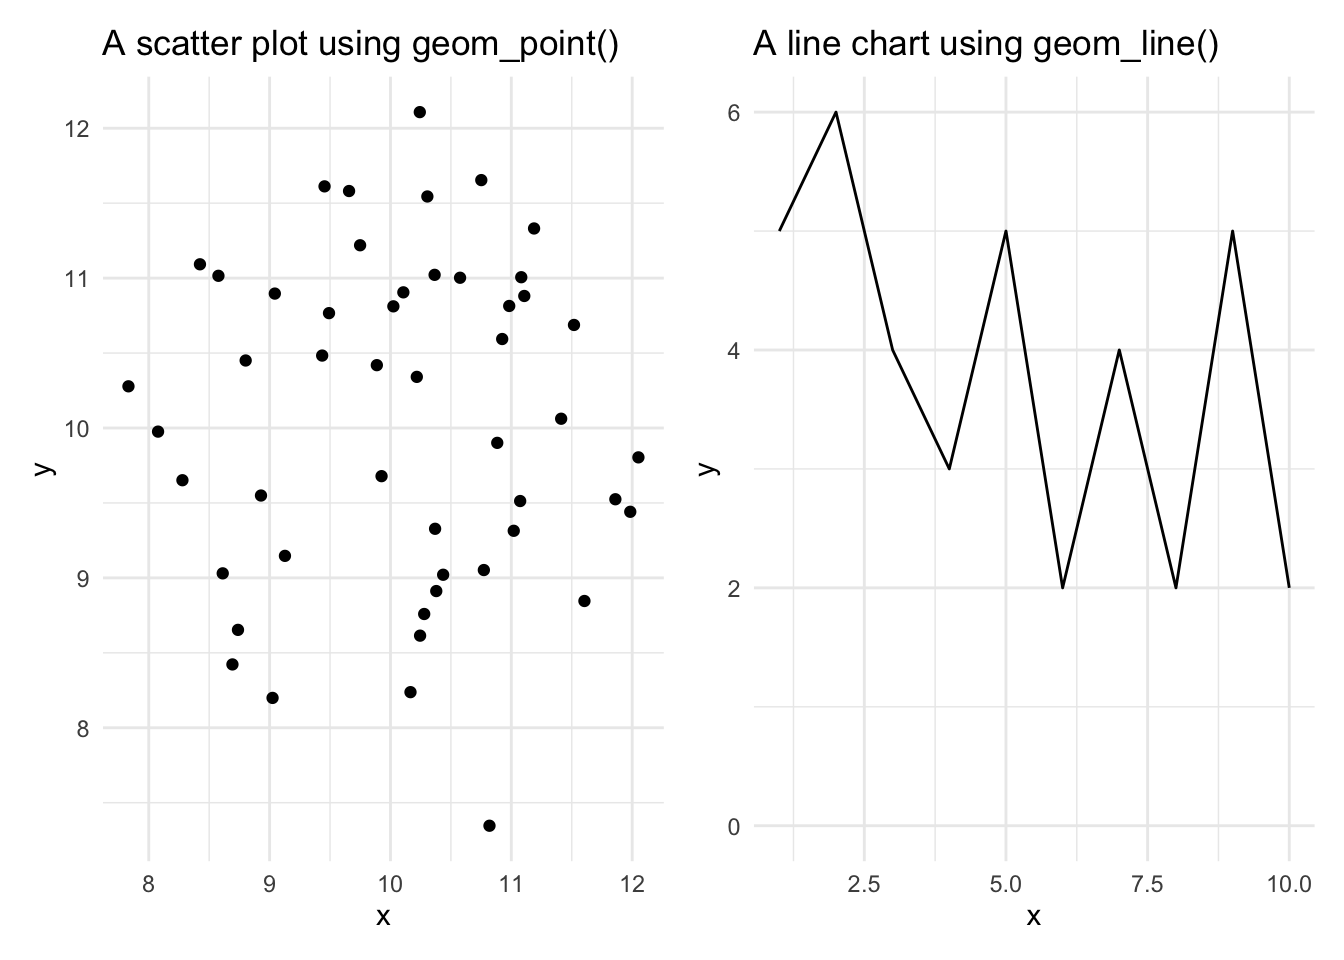 A scatter plot using geom_point()
12
11
10
9
8
y
8 9 10 11 12
x
A line chart using geom_line()
6
4
2
0
y
2.5 5.0 7.5 10.0
x